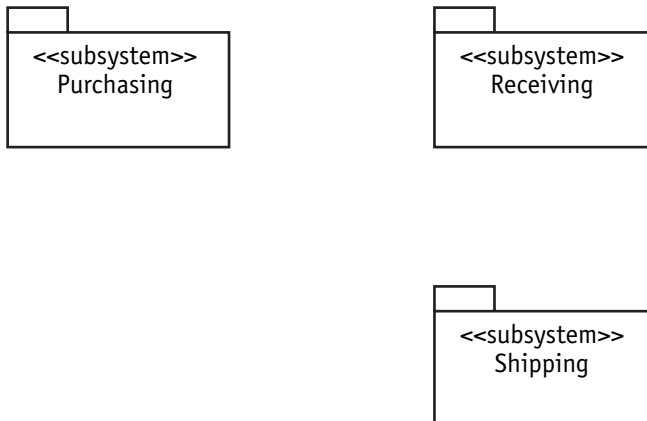 <<subsystem>>
Purchasing
<<subsystem>>
Receiving
<<subsystem>>
Shipping